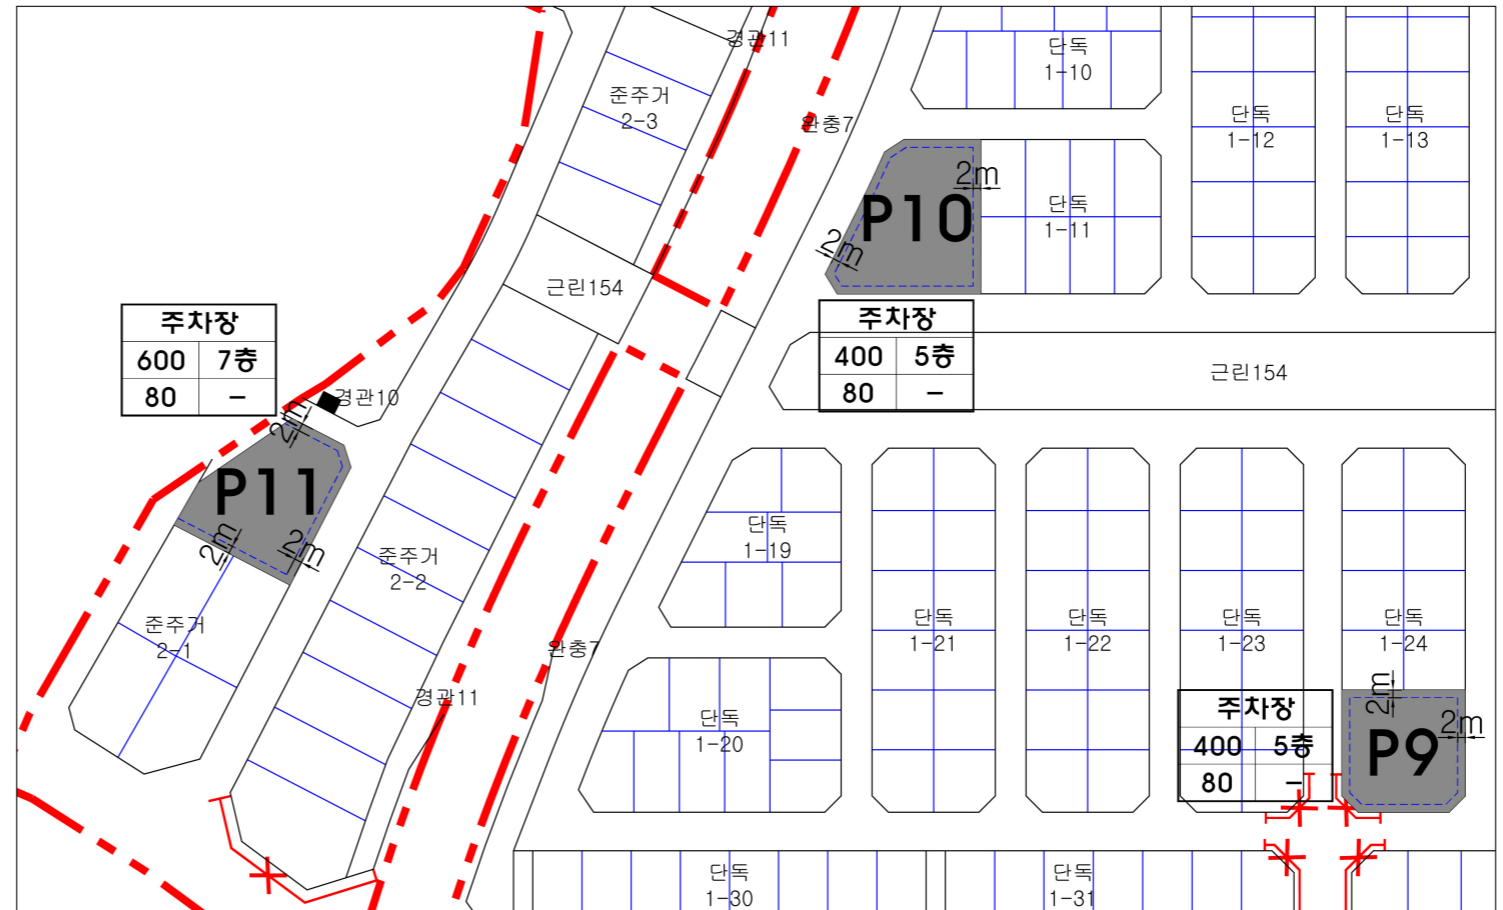 경관11
단독
1-10
준주거
2-3
완충7
단독
1-12
단독
1-13
2m
P10
단독
1-11
2m
근린154
주차장
600 7층
80 -
주차장
400 5층
80 -
근린154
경관10
2m
P11
2m
2m
준주거
2-2
단독
1-19
준주거
2-1
단독
1-21
단독
1-22
단독
1-23
단독
1-24
완충7
경관11
단독
1-20
주차장
400 5층
80 -
2m
2m
P9
단독
1-30
단독
1-31